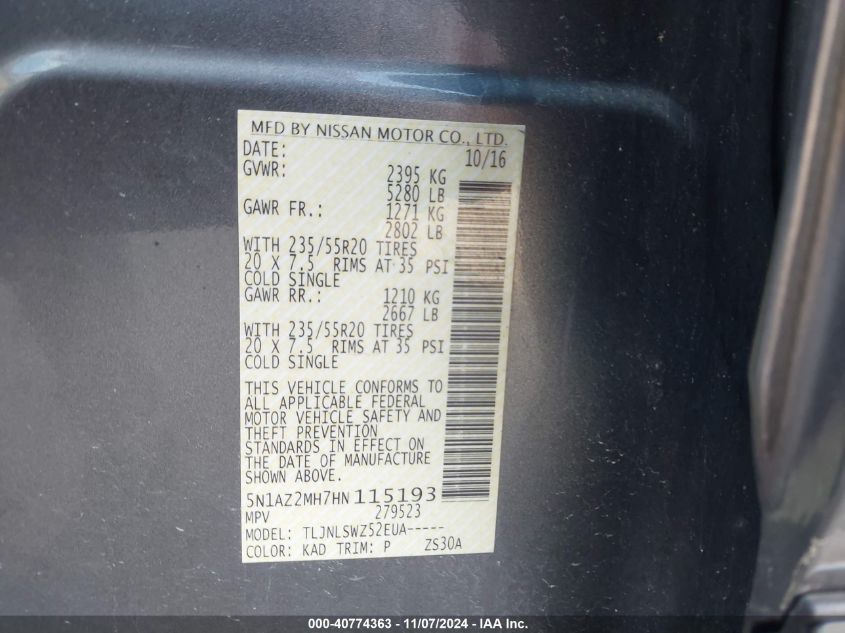 MFD BY NISSAN MOTOR CO., LTD.
DATE: 10/16
GVWR: 2395 KG
5280 LB
GAWR FR.: 1271 KG
2802 LB
WITH 235/55R20 TIRES
20 X 7.5 RIMS AT 35 PSI
COLD SINGLE
GAWR RR.: 1210 KG
2667 LB
WITH 235/55R20 TIRES
20 X 7.5 RIMS AT 35 PSI
COLD SINGLE
THIS VEHICLE CONFORMS TO
ALL APPLICABLE FEDERAL
MOTOR VEHICLE SAFETY AND
THEFT PREVENTION
STANDARDS IN EFFECT ON
THE DATE OF MANUFACTURE
SHOWN ABOVE.
5N1AZ2MH7HN115193
MPV 279523
MODEL: TLJNLSWZ52EUA-----
COLOR: KAD TRIM: P ZS30A
000-40774363 - 11/07/2024 - IAA Inc.